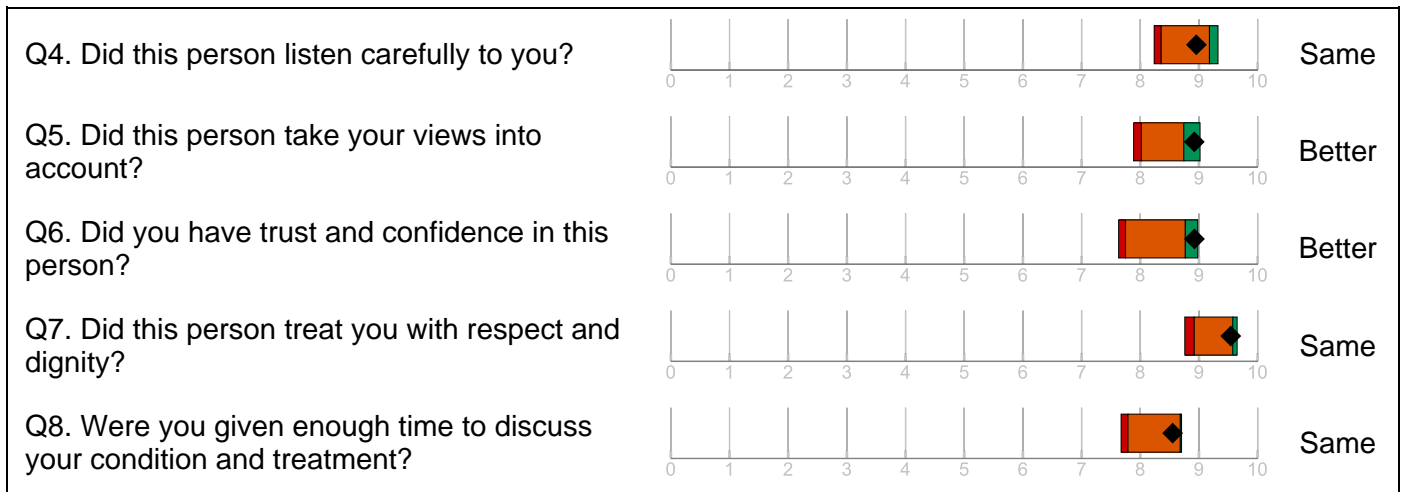 Q4. Did this person listen carefully to you?
0 1 2 3 4 5 6 7 8 9 10
Same
Q5. Did this person take your views into
account?
0 1 2 3 4 5 6 7 8 9 10
Better
Q6. Did you have trust and confidence in this
person?
0 1 2 3 4 5 6 7 8 9 10
Better
Q7. Did this person treat you with respect and
dignity?
0 1 2 3 4 5 6 7 8 9 10
Same
Q8. Were you given enough time to discuss
your condition and treatment?
0 1 2 3 4 5 6 7 8 9 10
Same